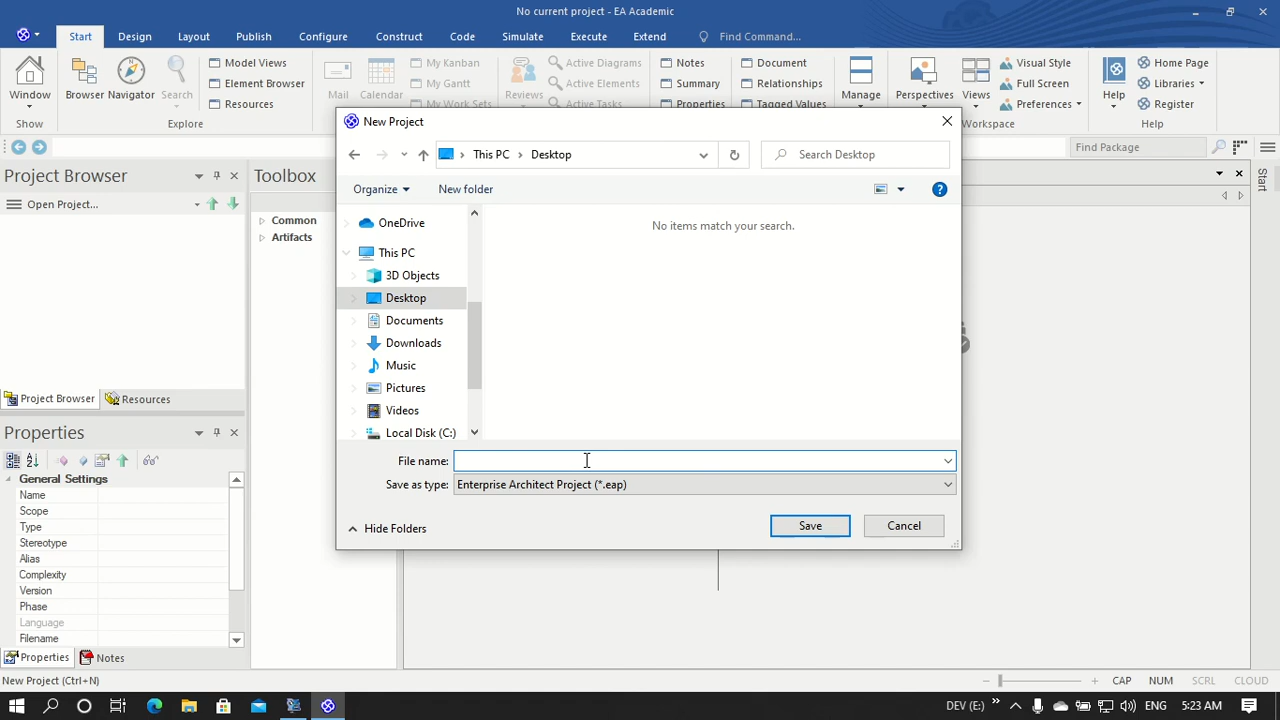 No current project - EA Academic
Start Design Layout Publish Configure Construct Code Simulate Execute Extend Find Command...
Window Browser Navigator Search Model Views Element Browser Resources
Mail Calendar My Kanban My Gantt My Work Sets
Reviews Active Diagrams Active Elements Active Tasks
Notes Summary Properties Document Relationships Tagged Values
Manage Perspectives Views Visual Style Full Screen Preferences
Help Home Page Libraries Register
Show Explore Workspace Help
Find Package
Project Browser
Open Project...
Project Browser Resources
Toolbox
Common
Artifacts
Start
New Project
This PC Desktop
Search Desktop
Organize New folder
OneDrive
This PC
3D Objects
Desktop
Documents
Downloads
Music
Pictures
Videos
Local Disk (C:)
No items match your search.
File name:
Save as type: Enterprise Architect Project (*.eap)
Hide Folders
Save Cancel
Properties
General Settings
Name
Scope
Type
Stereotype
Alias
Complexity
Version
Phase
Language
Filename
Properties Notes
New Project (Ctrl+N)
CAP NUM SCRL CLOUD
DEV (E:) ENG 5:23 AM